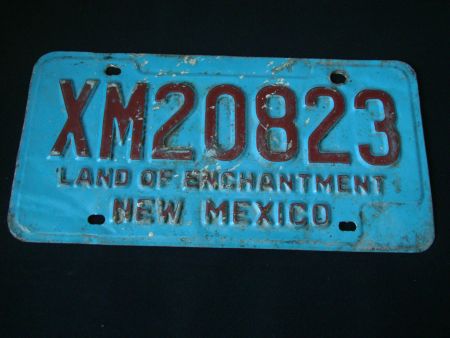 XM20823
LAND OF ENCHANTMENT
NEW MEXICO